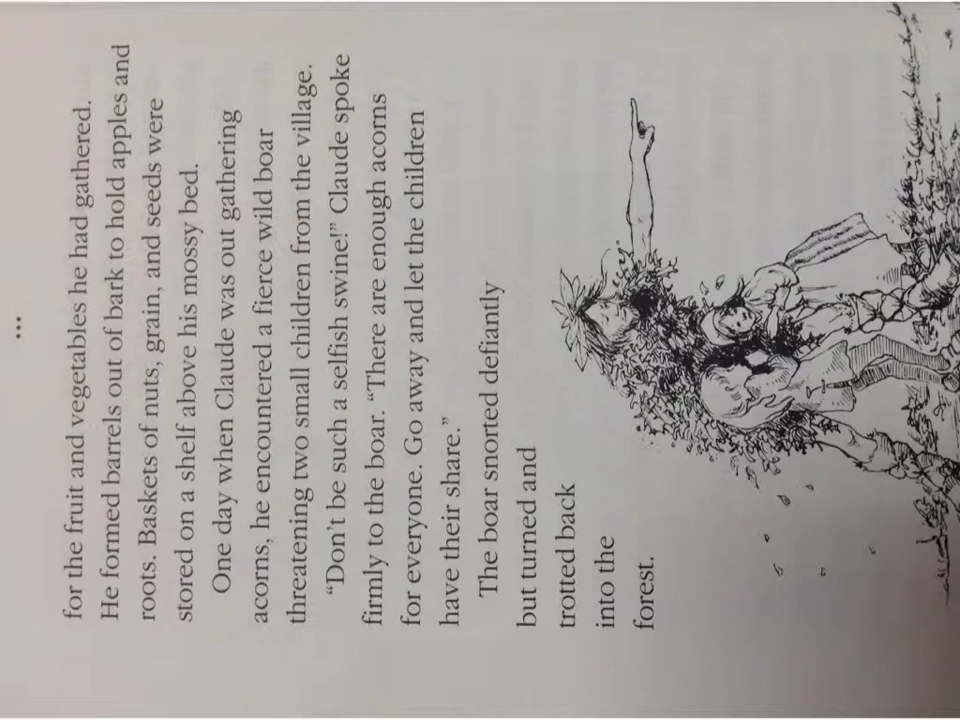 for the fruit and vegetables he had gathered.
He formed barrels out of bark to hold apples and
roots. Baskets of nuts, grain, and seeds were
stored on a shelf above his mossy bed.
One day when Claude was out gathering
acorns, he encountered a fierce wild boar
threatening two small children from the village.
“Don’t be such a selfish swine!” Claude spoke
firmly to the boar. “There are enough acorns
for everyone. Go away and let the children
have their share.”
The boar snorted defiantly
but turned and
trotted back
into the
forest.